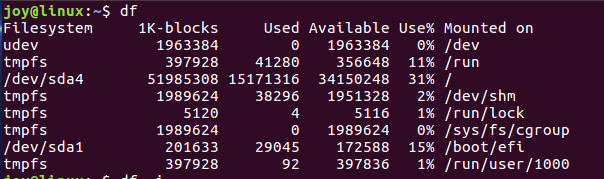 joy@linux:~$ df
Filesystem     1K-blocks     Used Available Use% Mounted on
udev             1963384        0   1963384   0% /dev
tmpfs             397928    41280    356648  11% /run
/dev/sda4       51985308 15171316  34150248  31% /
tmpfs            1989624    38296   1951328   2% /dev/shm
tmpfs               5120        4      5116   1% /run/lock
tmpfs            1989624        0   1989624   0% /sys/fs/cgroup
/dev/sda1         201633    29045    172588  15% /boot/efi
tmpfs             397928       92    397836   1% /run/user/1000